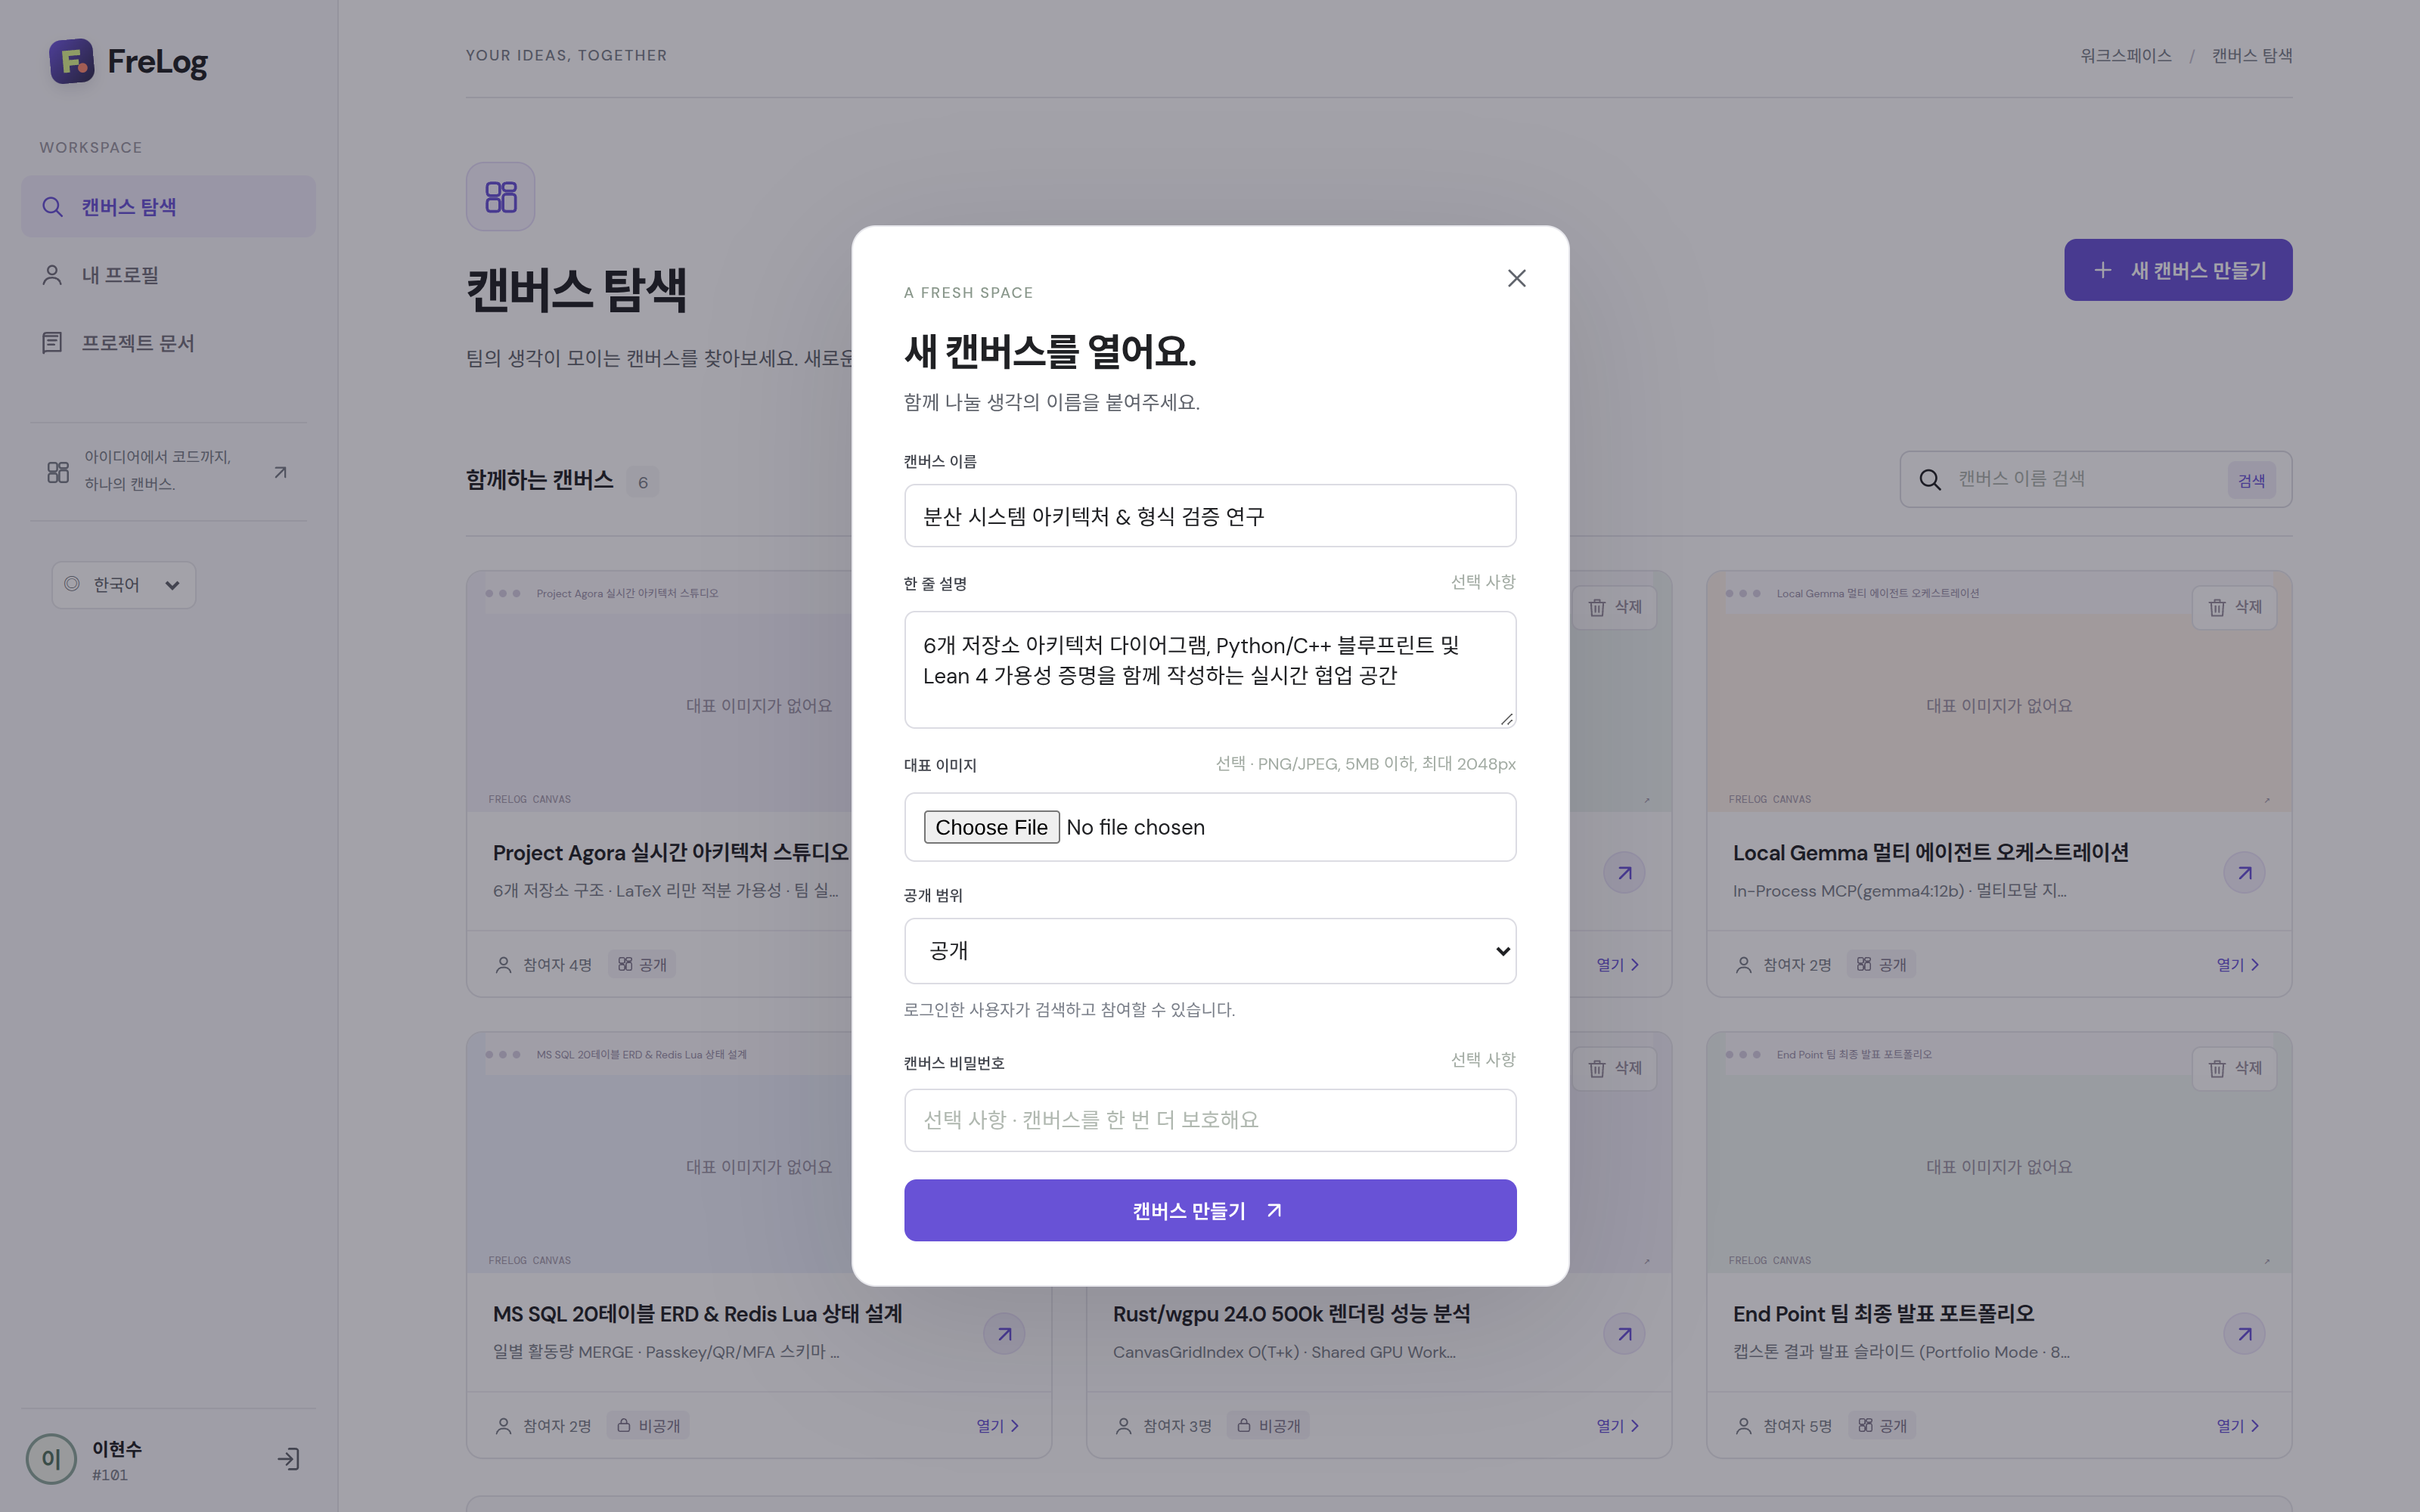 FreLog
WORKSPACE
캔버스 탐색
내 프로필
프로젝트 문서
아이디어에서 코드까지,
하나의 캔버스.
한국어
이
이현수
#101
YOUR IDEAS, TOGETHER
워크스페이스 / 캔버스 탐색
캔버스 탐색
팀의 생각이 모이는 캔버스를 찾아보세요. 새로운
새 캔버스 만들기
함께하는 캔버스 6
캔버스 이름 검색
검색
Project Agora 실시간 아키텍처 스튜디오
대표 이미지가 없어요
FRELOG CANVAS
Project Agora 실시간 아키텍처 스튜디오
6개 저장소 구조 · LaTeX 리만 적분 가용성 · 팀 실...
참여자 4명
공개
삭제
열기
Local Gemma 멀티 에이전트 오케스트레이션
삭제
대표 이미지가 없어요
FRELOG CANVAS
Local Gemma 멀티 에이전트 오케스트레이션
In-Process MCP(gemma4:12b) · 멀티모달 지...
참여자 2명
공개
열기
MS SQL 20테이블 ERD & Redis Lua 상태 설계
대표 이미지가 없어요
FRELOG CANVAS
MS SQL 20테이블 ERD & Redis Lua 상태 설계
일별 활동량 MERGE · Passkey/QR/MFA 스키마 ...
참여자 2명
비공개
열기
삭제
Rust/wgpu 24.0 500k 렌더링 성능 분석
CanvasGridIndex O(T+k) · Shared GPU Work...
참여자 3명
비공개
열기
End Point 팀 최종 발표 포트폴리오
삭제
대표 이미지가 없어요
FRELOG CANVAS
End Point 팀 최종 발표 포트폴리오
캡스톤 결과 발표 슬라이드 (Portfolio Mode · 8...
참여자 5명
공개
열기
A FRESH SPACE
새 캔버스를 열어요.
함께 나눌 생각의 이름을 붙여주세요.
캔버스 이름
분산 시스템 아키텍처 & 형식 검증 연구
한 줄 설명
선택 사항
6개 저장소 아키텍처 다이어그램, Python/C++ 블루프린트 및
Lean 4 가용성 증명을 함께 작성하는 실시간 협업 공간
대표 이미지
선택 · PNG/JPEG, 5MB 이하, 최대 2048px
Choose File No file chosen
공개 범위
공개
로그인한 사용자가 검색하고 참여할 수 있습니다.
캔버스 비밀번호
선택 사항
선택 사항 · 캔버스를 한 번 더 보호해요
캔버스 만들기